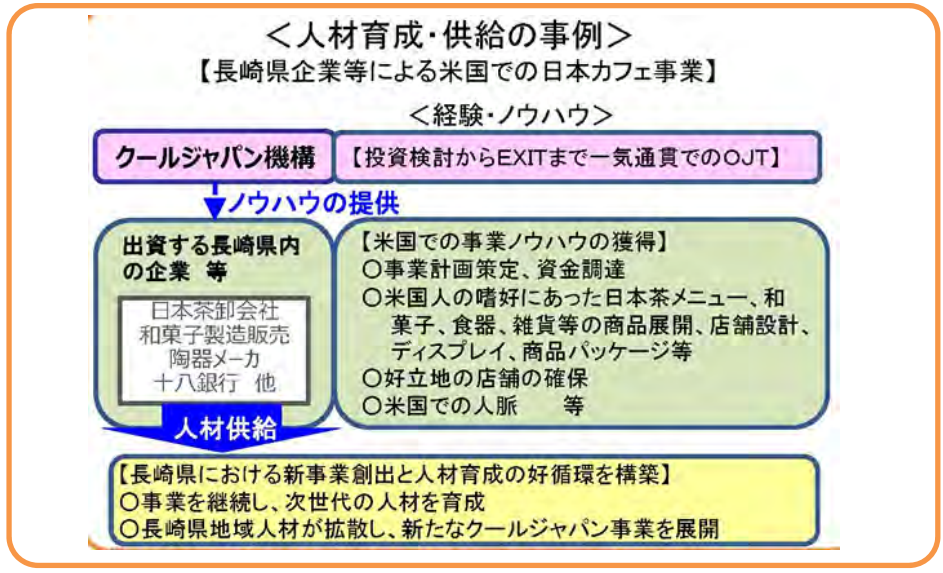 ＜人材育成・供給の事例＞
【長崎県企業等による米国での日本カフェ事業】
＜経験・ノウハウ＞
クールジャパン機構
【投資検討からEXITまで一気通貫でのOJT】
ノウハウの提供
出資する長崎県内
の企業 等
日本茶卸会社
和菓子製造販売
陶器メーカ
十八銀行 他
【米国での事業ノウハウの獲得】
○事業計画策定、資金調達
○米国人の嗜好にあった日本茶メニュー、和
菓子、食器、雑貨等の商品展開、店舗設計、
ディスプレイ、商品パッケージ等
○好立地の店舗の確保
○米国での人脈 等
人材供給
【長崎県における新事業創出と人材育成の好循環を構築】
○事業を継続し、次世代の人材を育成
○長崎県地域人材が拡散し、新たなクールジャパン事業を展開